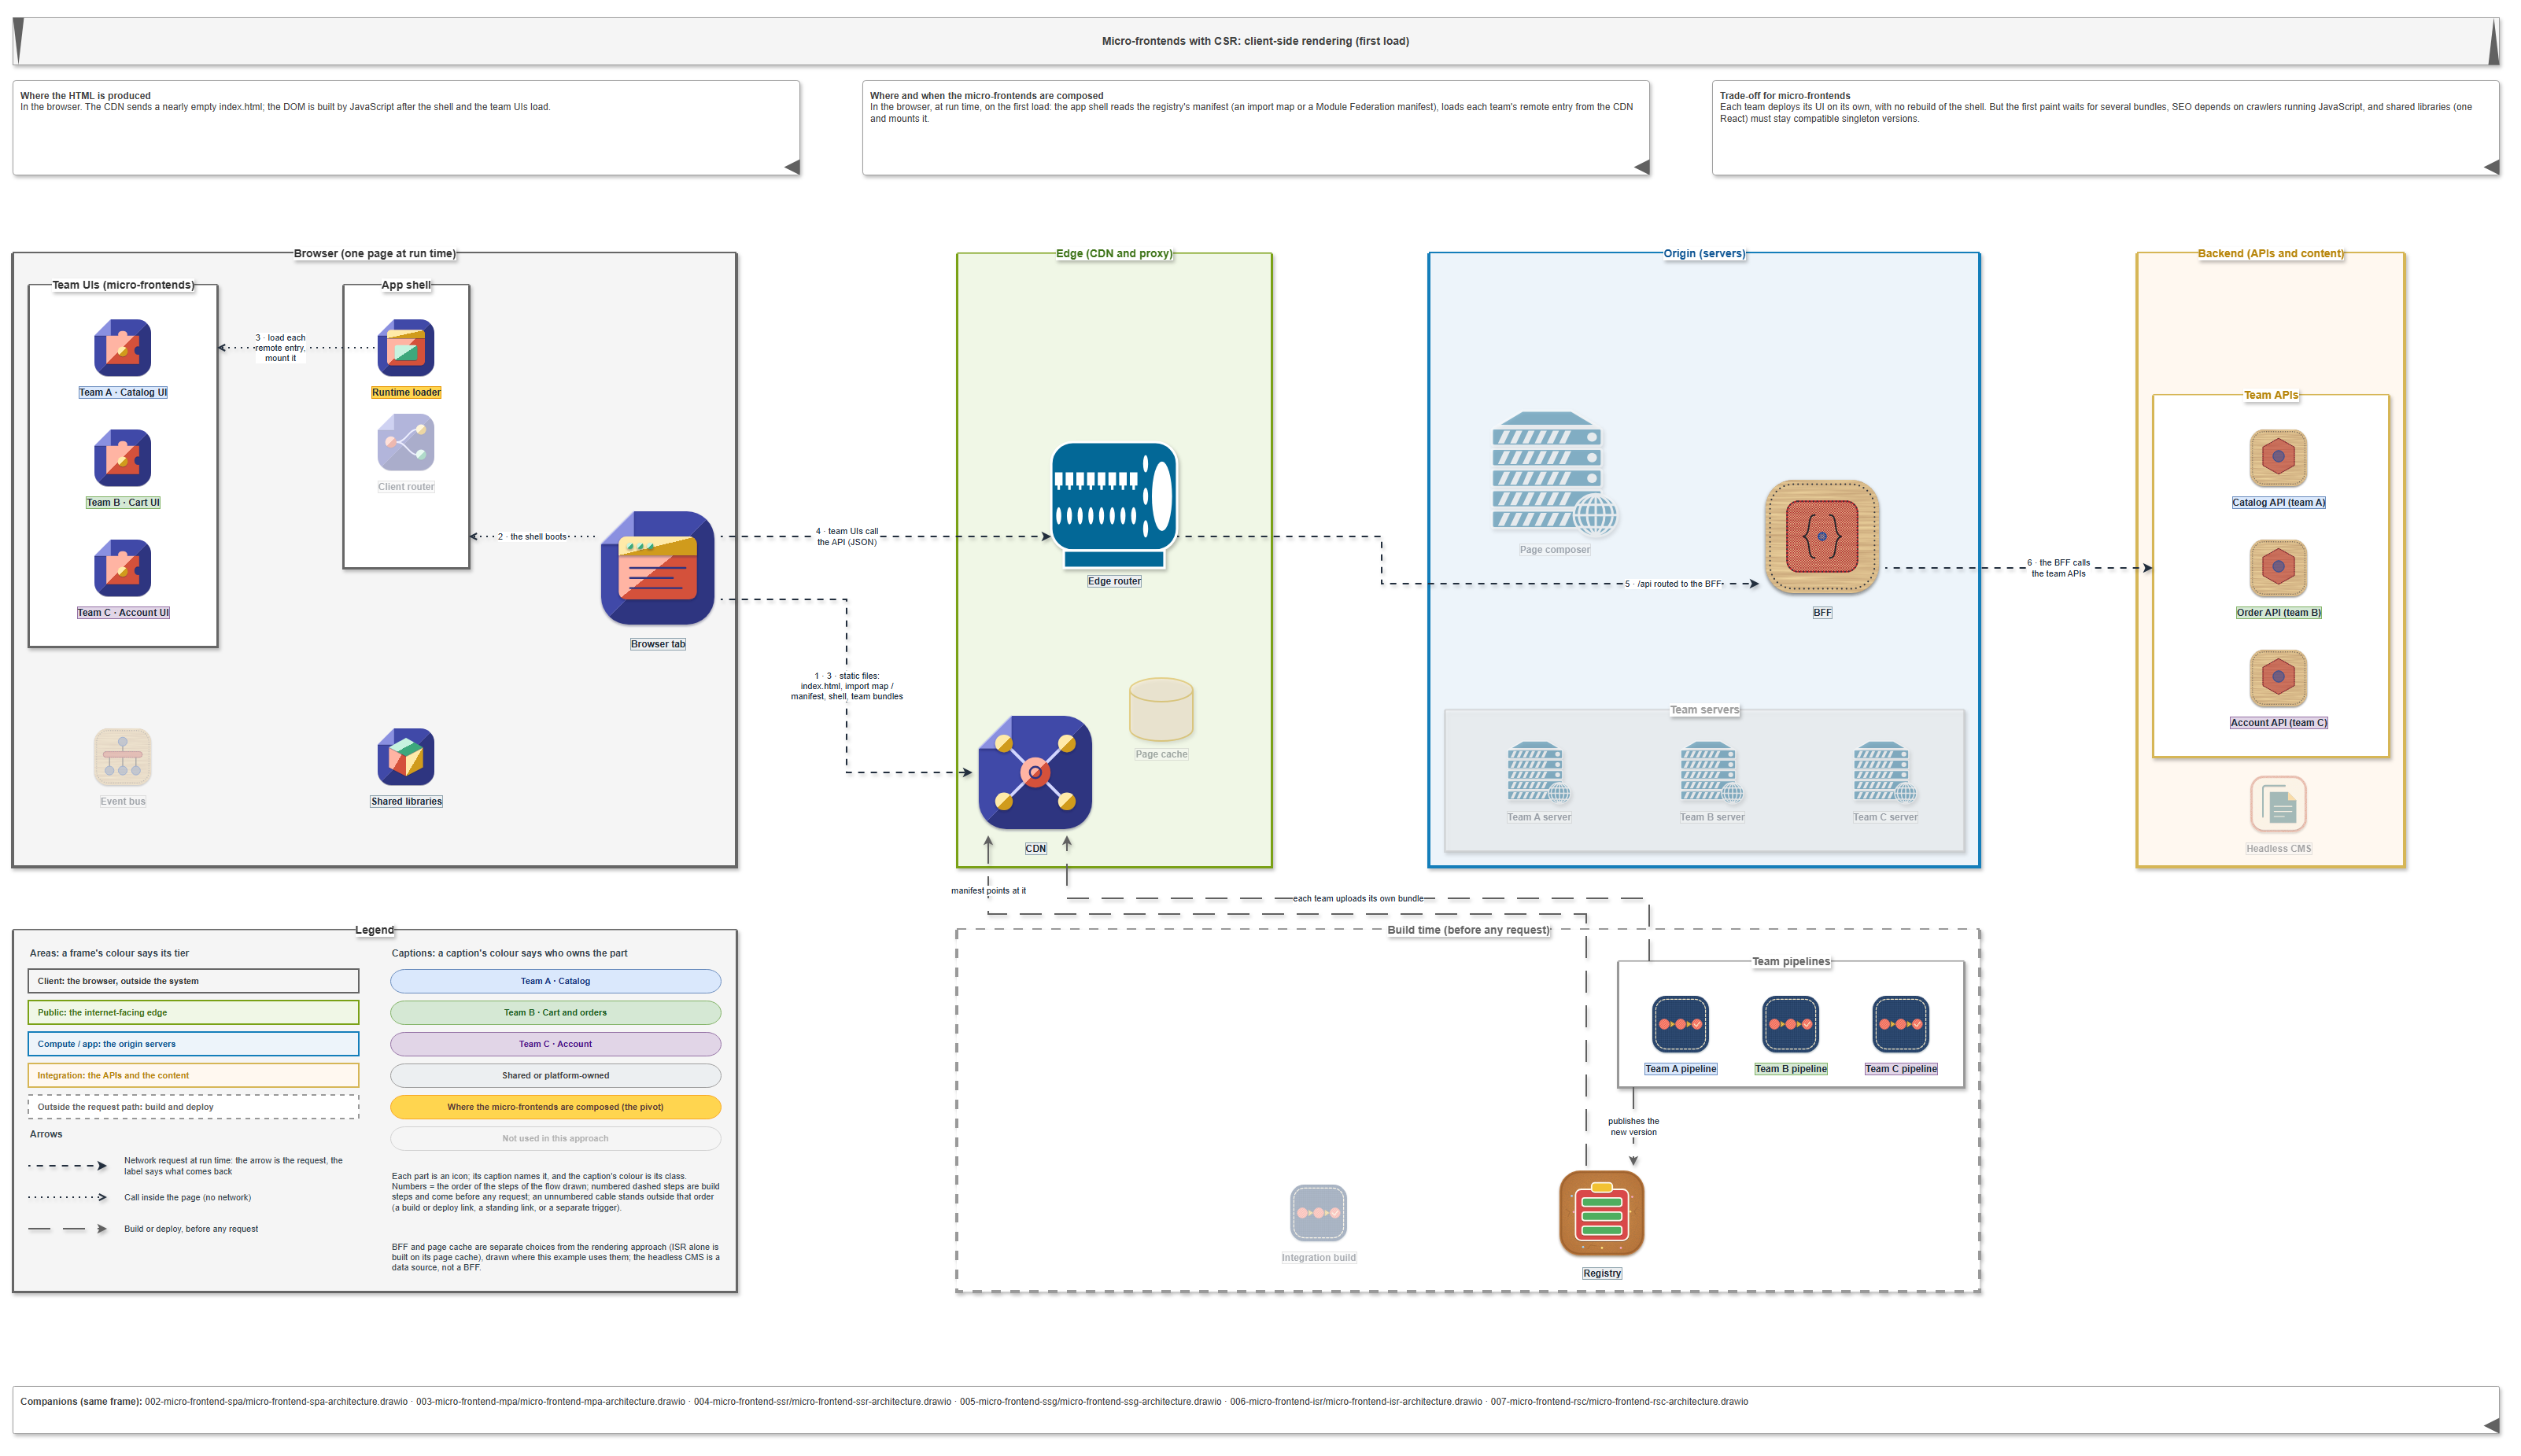 Micro-frontends with CSR: client-side rendering (first load)
Where the HTML is produced
In the browser. The CDN sends a nearly empty index.html; the DOM is built by JavaScript after the shell and the team UIs load.
Where and when the micro-frontends are composed
In the browser, at run time, on the first load: the app shell reads the registry's manifest (an import map or a Module Federation manifest), loads each team's remote entry from the CDN
and mounts it.
Trade-off for micro-frontends
Each team deploys its UI on its own, with no rebuild of the shell. But the first paint waits for several bundles, SEO depends on crawlers running JavaScript, and shared libraries (one
React) must stay compatible singleton versions.
Browser (one page at run time)
Team UIs (micro-frontends)
Team A · Catalog UI
Team B · Cart UI
Team C · Account UI
3 · load each
remote entry,
mount it
App shell
Runtime loader
Client router
2 · the shell boots
Browser tab
Event bus
Shared libraries
4 · team UIs call
the API (JSON)
1 · 3 · static files:
index.html, import map /
manifest, shell, team bundles
Edge (CDN and proxy)
Edge router
Page cache
CDN
Origin (servers)
Page composer
5 · /api routed to the BFF
BFF
Team servers
Team A server
Team B server
Team C server
6 · the BFF calls
the team APIs
Backend (APIs and content)
Team APIs
Catalog API (team A)
Order API (team B)
Account API (team C)
Headless CMS
manifest points at it
each team uploads its own bundle
Legend
Areas: a frame's colour says its tier
Client: the browser, outside the system
Public: the internet-facing edge
Compute / app: the origin servers
Integration: the APIs and the content
Outside the request path: build and deploy
Arrows
Network request at run time: the arrow is the request, the
label says what comes back
Call inside the page (no network)
Build or deploy, before any request
Captions: a caption's colour says who owns the part
Team A · Catalog
Team B · Cart and orders
Team C · Account
Shared or platform-owned
Where the micro-frontends are composed (the pivot)
Not used in this approach
Each part is an icon; its caption names it, and the caption's colour is its class.
Numbers = the order of the steps of the flow drawn; numbered dashed steps are build
steps and come before any request; an unnumbered cable stands outside that order
(a build or deploy link, a standing link, or a separate trigger).
BFF and page cache are separate choices from the rendering approach (ISR alone is
built on its page cache), drawn where this example uses them; the headless CMS is a
data source, not a BFF.
Build time (before any request)
Team pipelines
Team A pipeline
Team B pipeline
Team C pipeline
publishes the
new version
Integration build
Registry
Companions (same frame): 002-micro-frontend-spa/micro-frontend-spa-architecture.drawio · 003-micro-frontend-mpa/micro-frontend-mpa-architecture.drawio · 004-micro-frontend-ssr/micro-frontend-ssr-architecture.drawio · 005-micro-frontend-ssg/micro-frontend-ssg-architecture.drawio · 006-micro-frontend-isr/micro-frontend-isr-architecture.drawio · 007-micro-frontend-rsc/micro-frontend-rsc-architecture.drawio